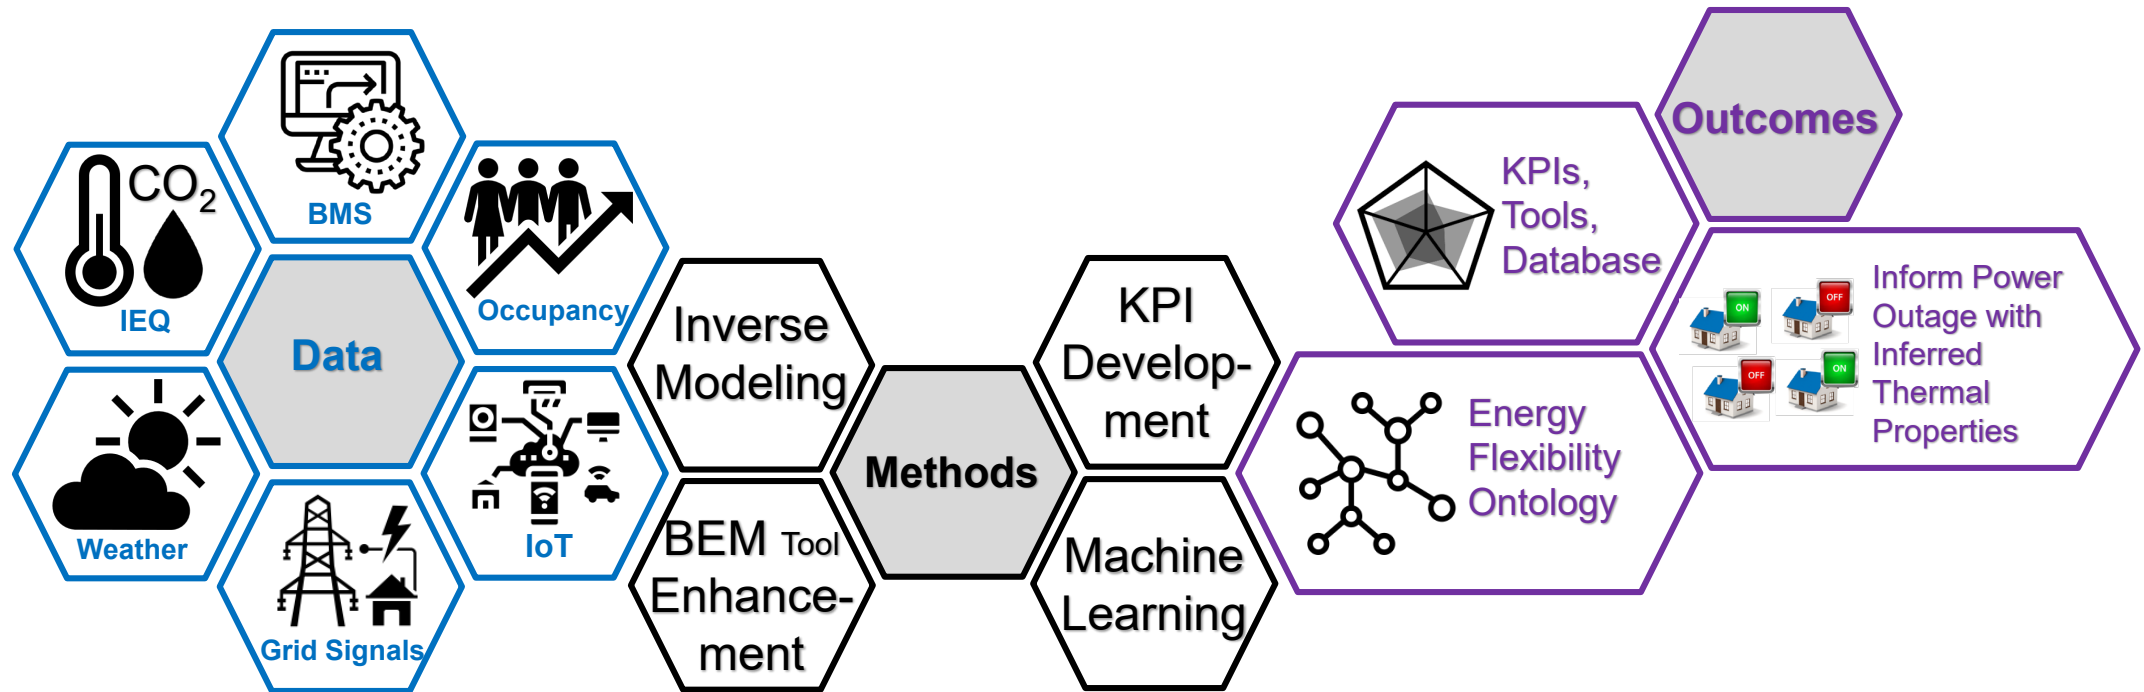 CO₂
IEQ
BMS
Occupancy
Data
Weather
Grid Signals
IoT
Inverse
Modeling
BEM Tool
Enhance-
ment
Methods
KPI
Develop-
ment
Machine
Learning
Outcomes
KPIs,
Tools,
Database
Energy
Flexibility
Ontology
ON
OFF
OFF
ON
Inform Power
Outage with
Inferred
Thermal
Properties